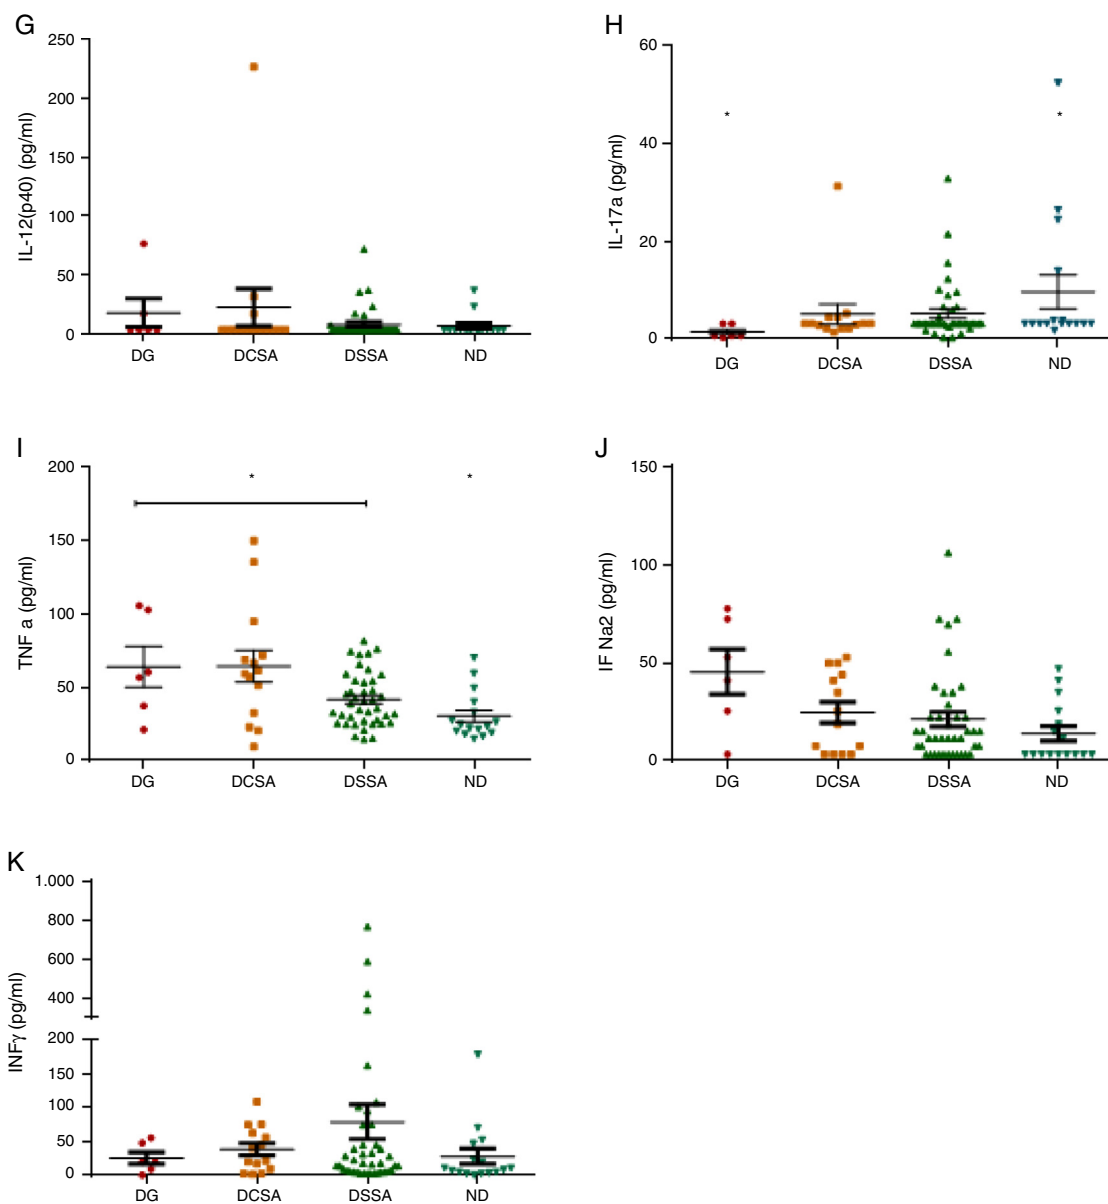 G
250
200
150
100
50
0
IL-12(p40) (pg/ml)
DG DCSA DSSA ND
H
60
40
20
0
IL-17a (pg/ml)
* *
DG DCSA DSSA ND
I
200
150
100
50
0
TNF a (pg/ml)
* *
DG DCSA DSSA ND
J
150
100
50
0
IF Na2 (pg/ml)
DG DCSA DSSA ND
K
1.000
800
600
400
200
150
100
50
0
INFγ (pg/ml)
DG DCSA DSSA ND